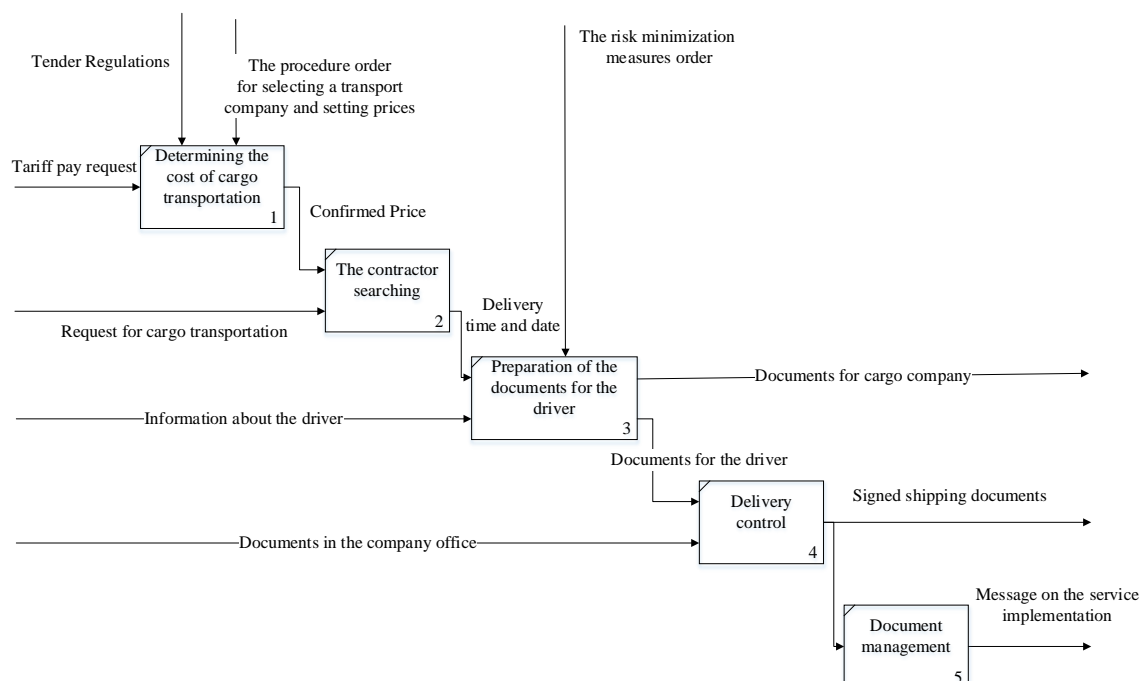 Tender Regulations
The procedure order
for selecting a transport
company and setting prices
The risk minimization
measures order
Tariff pay request
Determining the
cost of cargo
transportation
1
Confirmed Price
The contractor
searching
2
Request for cargo transportation
Delivery
time and date
Preparation of the
documents for the
driver
3
Documents for cargo company
Information about the driver
Documents for the driver
Delivery
control
4
Signed shipping documents
Documents in the company office
Document
management
5
Message on the service
implementation